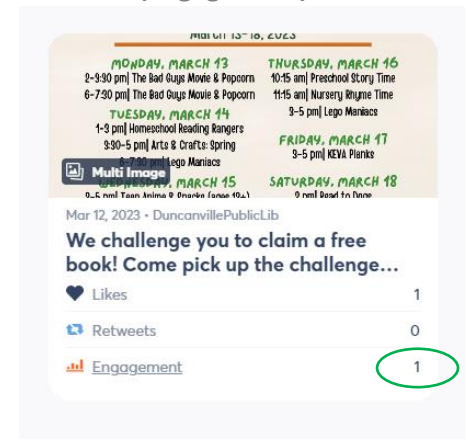 March 13-18, 2023
MONDAY, MARCH 13
2-3:30 pm| The Bad Guys Movie & Popcorn
6-7:30 pm| The Bad Guys Movie & Popcorn
TUESDAY, MARCH 14
1-3 pm| Homeschool Reading Rangers
3:30-5 pm| Arts & Crafts: Spring
6-7:30 pm| Lego Maniacs
WEDNESDAY, MARCH 15
THURSDAY, MARCH 16
10:15 am| Preschool Story Time
11:15 am| Nursery Rhyme Time
3-5 pm| Lego Maniacs
FRIDAY, MARCH 17
3-5 pm| KEVA Planks
SATURDAY, MARCH 18
2 pm| Read to Dogs
Multi Image
Mar 12, 2023 • DuncanvillePublicLib
We challenge you to claim a free
book! Come pick up the challenge...
Likes 1
Retweets 0
Engagement 1